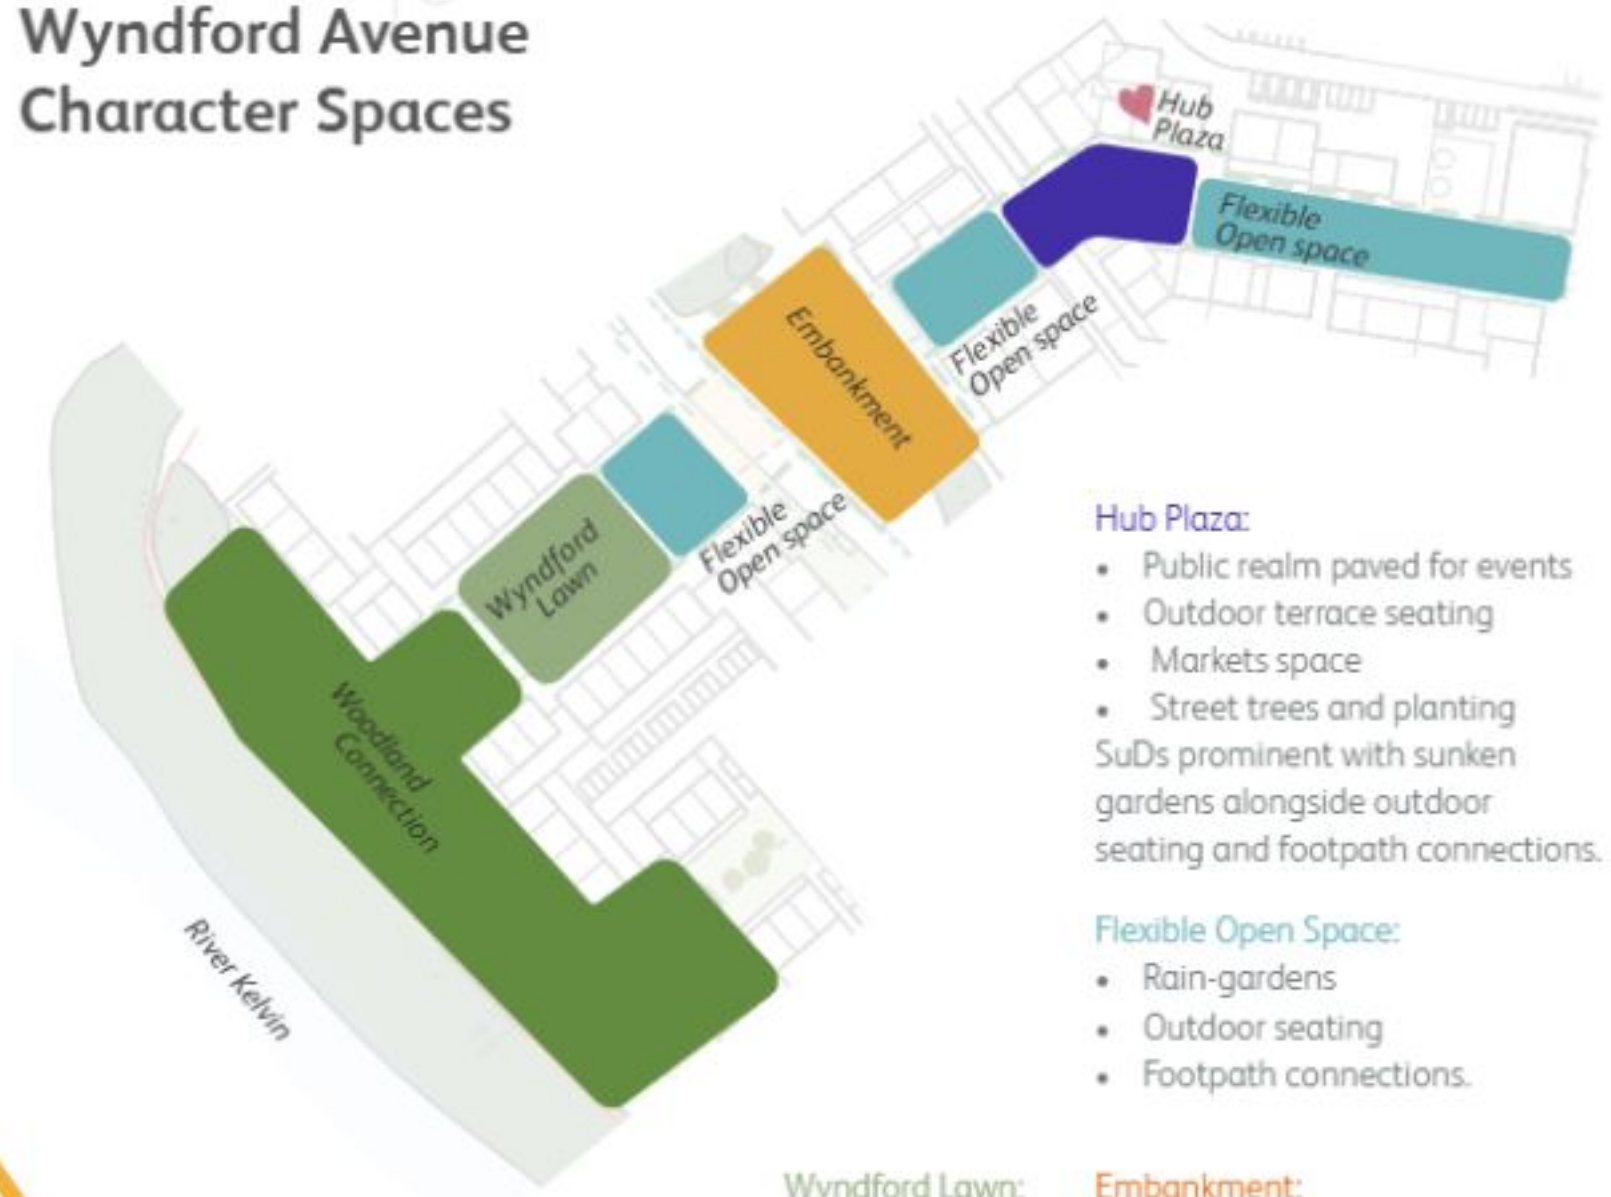 Wyndford Avenue
Character Spaces
Hub
Plaza
Flexible
Open space
Flexible
Open space
Embankment
Flexible
Open space
Wyndford
Lawn
Woodland
Connection
River Kelvin
Hub Plaza:
• Public realm paved for events
• Outdoor terrace seating
• Markets space
• Street trees and planting
SuDs prominent with sunken
gardens alongside outdoor
seating and footpath connections.
Flexible Open Space:
• Rain-gardens
• Outdoor seating
• Footpath connections.
Wyndford Lawn:
Embankment: